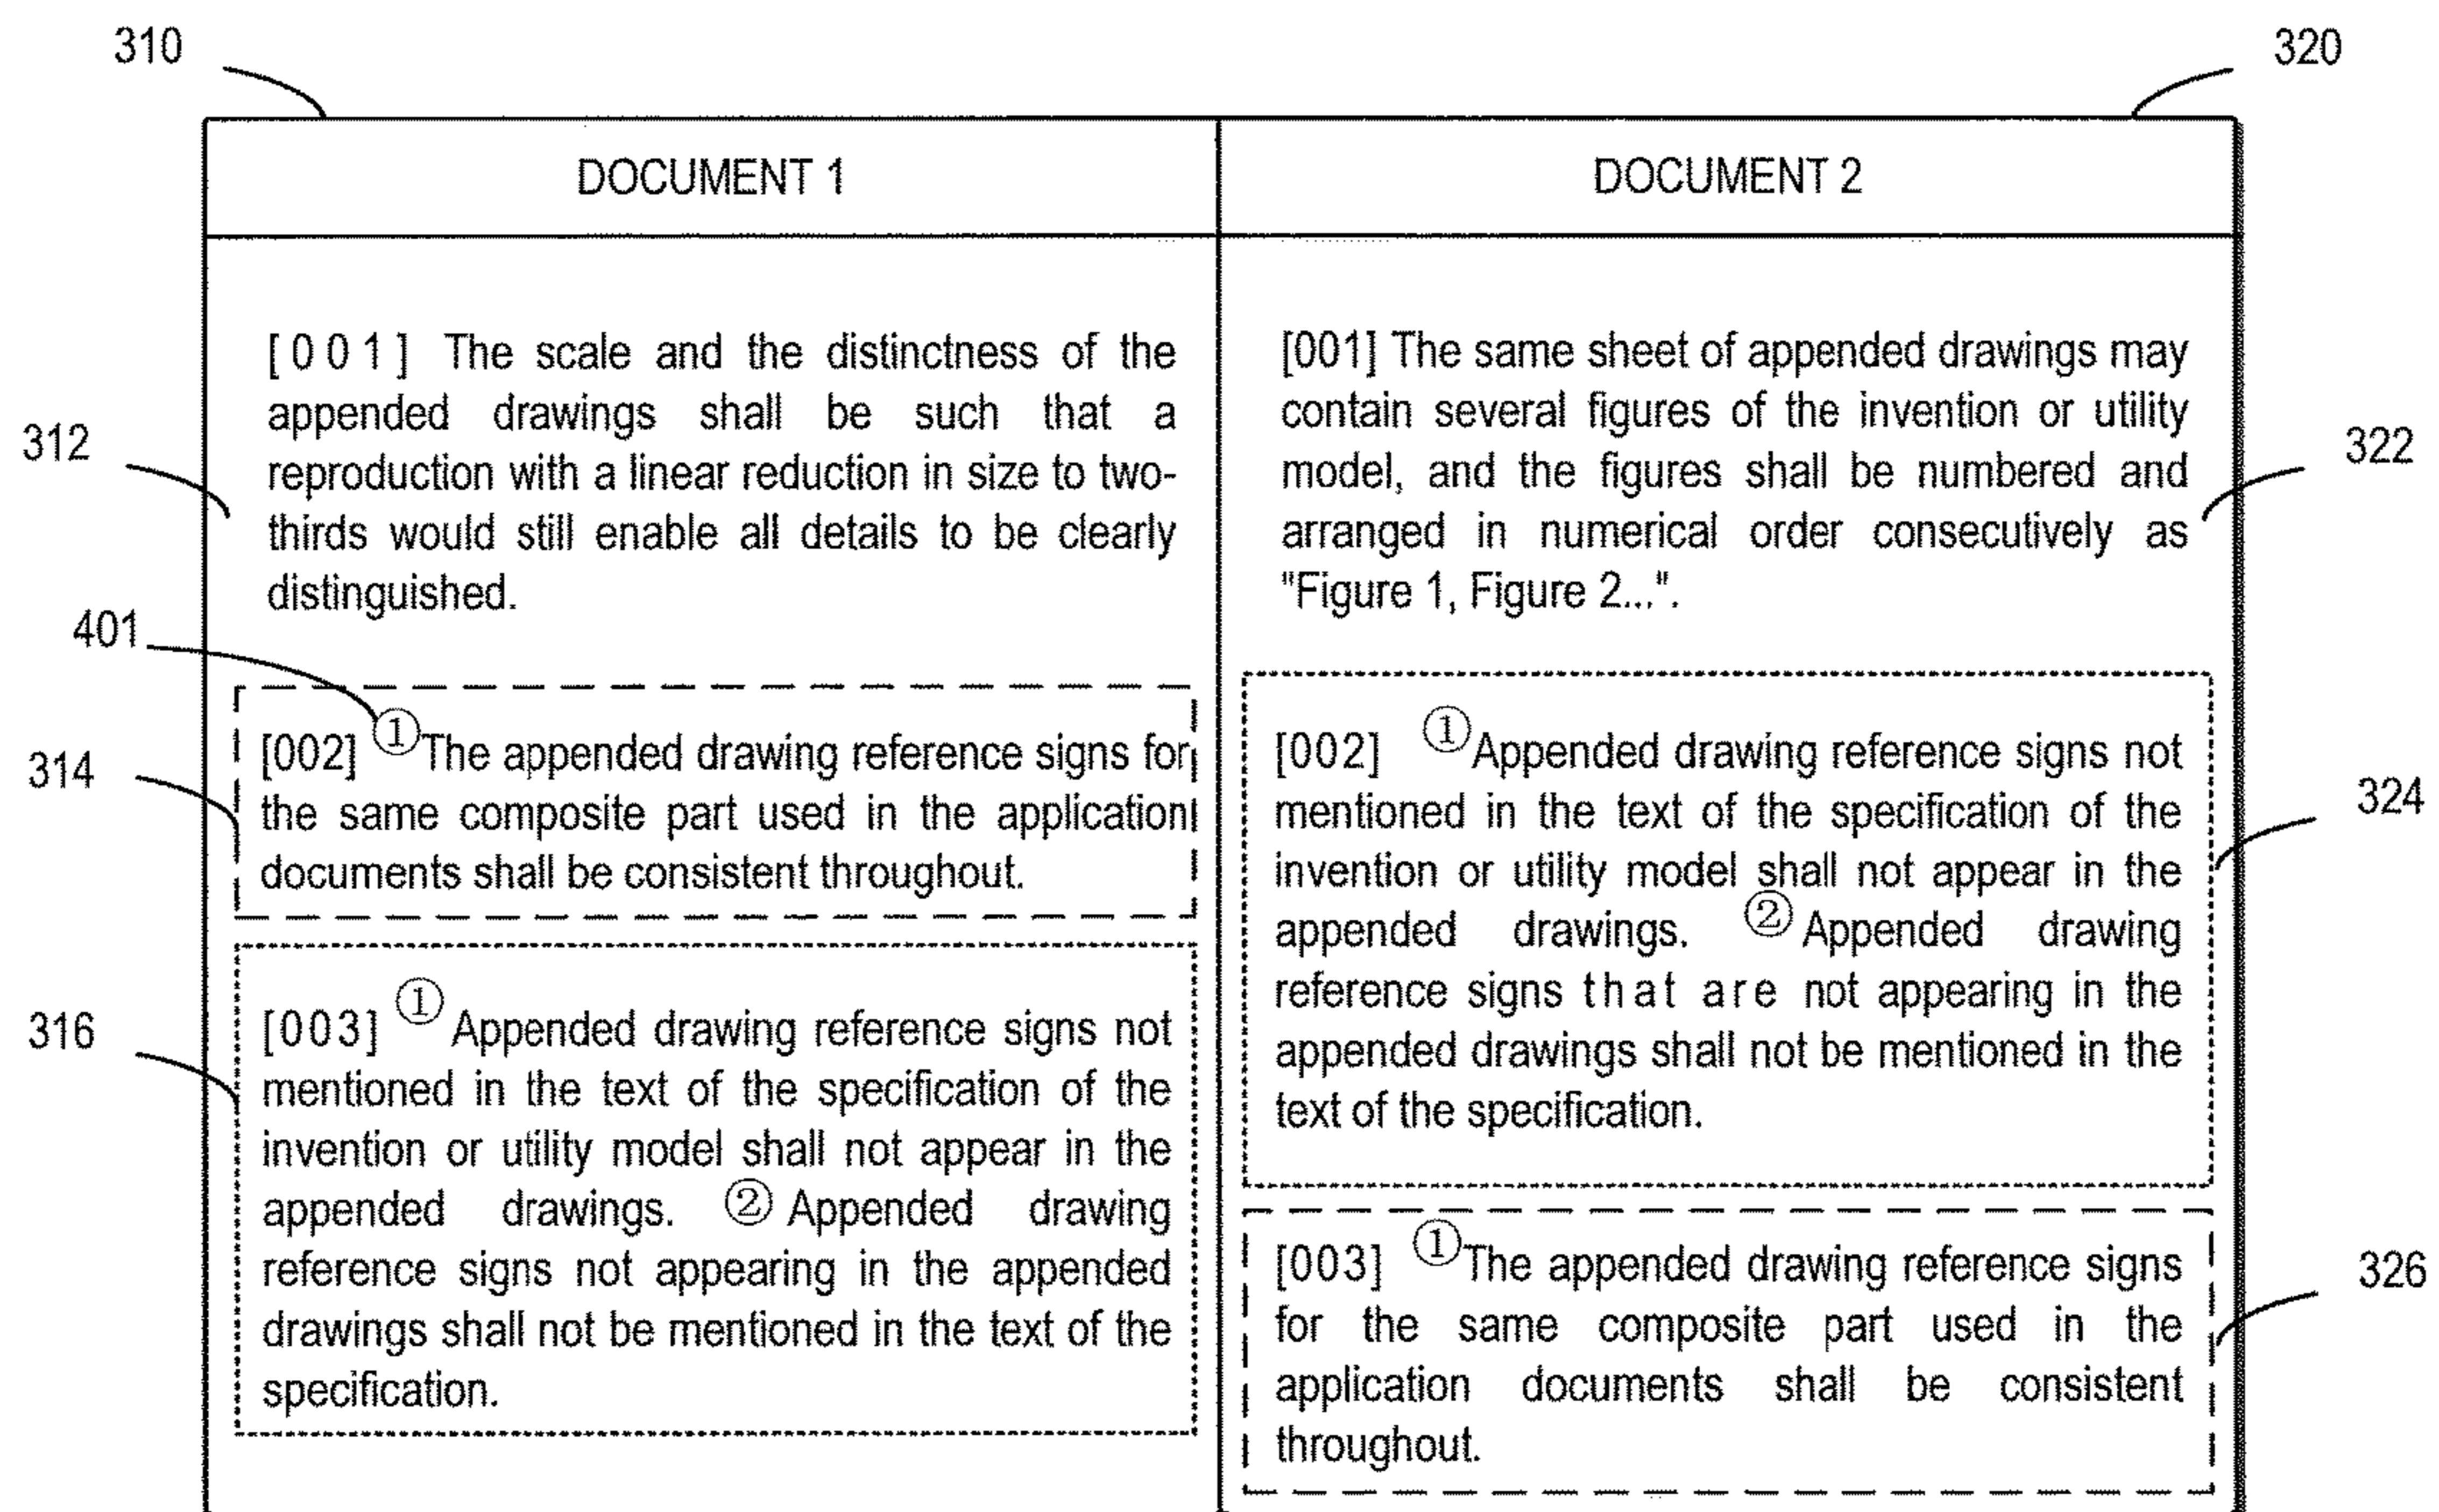 310
320
DOCUMENT 1
DOCUMENT 2
312
[001] The scale and the distinctness of the
appended drawings shall be such that a
reproduction with a linear reduction in size to two-
thirds would still enable all details to be clearly
distinguished.
401
314
[002] ①The appended drawing reference signs for
the same composite part used in the application
documents shall be consistent throughout.
316
[003] ① Appended drawing reference signs not
mentioned in the text of the specification of the
invention or utility model shall not appear in the
appended drawings. ② Appended drawing
reference signs not appearing in the appended
drawings shall not be mentioned in the text of the
specification.
[001] The same sheet of appended drawings may
contain several figures of the invention or utility
model, and the figures shall be numbered and
arranged in numerical order consecutively as
"Figure 1, Figure 2...".
322
[002] ①Appended drawing reference signs not
mentioned in the text of the specification of the
invention or utility model shall not appear in the
appended drawings. ② Appended drawing
reference signs that are not appearing in the
appended drawings shall not be mentioned in the
text of the specification.
324
[003] ①The appended drawing reference signs
for the same composite part used in the
application documents shall be consistent
throughout.
326